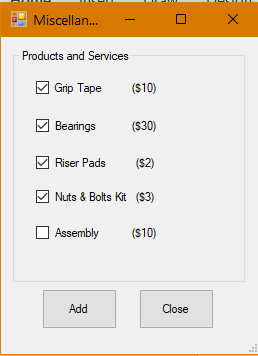 Miscellan...
Products and Services
Grip Tape ($10)
Bearings ($30)
Riser Pads ($2)
Nuts & Bolts Kit ($3)
Assembly ($10)
Add Close